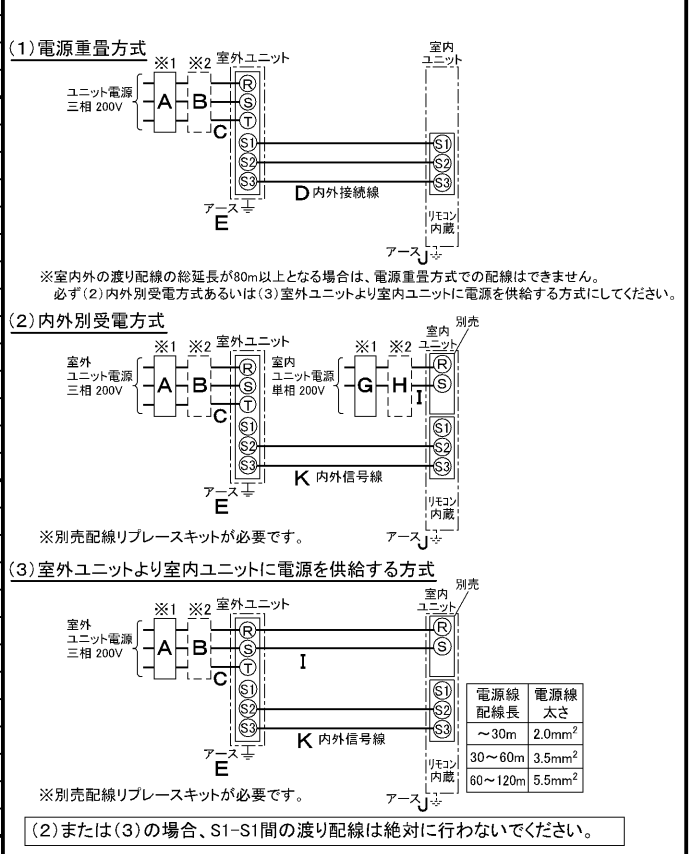 (1)電源重畳方式
※1 ※2 室外ユニット
室内
ユニット
ユニット電源
三相 200V
A
B
C
R
S
T
S1
S2
S3
S1
S2
S3
D 内外接続線
アース
E
リモコン
内蔵
アース J
※室内外の渡り配線の総延長が80m以上となる場合は、電源重畳方式での配線はできません。
必ず(2)内外別受電方式あるいは(3)室外ユニットより室内ユニットに電源を供給する方式にしてください。
(2)内外別受電方式
※1 ※2 室外ユニット
※1 ※2
室内
ユニット
別売
室外
ユニット電源
三相 200V
A
B
C
R
S
T
S1
S2
S3
室内
ユニット電源
単相 200V
G
H
I
R
S
S1
S2
S3
K 内外信号線
アース
E
リモコン
内蔵
アース J
※別売配線リプレースキットが必要です。
(3)室外ユニットより室内ユニットに電源を供給する方式
※1 ※2 室外ユニット
室内
ユニット
別売
室外
ユニット電源
三相 200V
A
B
C
R
S
T
S1
S2
S3
I
R
S
S1
S2
S3
K 内外信号線
アース
E
リモコン
内蔵
アース J
電源線 配線長 電源線 太さ
~30m 2.0mm²
30~60m 3.5mm²
60~120m 5.5mm²
※別売配線リプレースキットが必要です。
(2)または(3)の場合、S1-S1間の渡り配線は絶対に行わないでください。